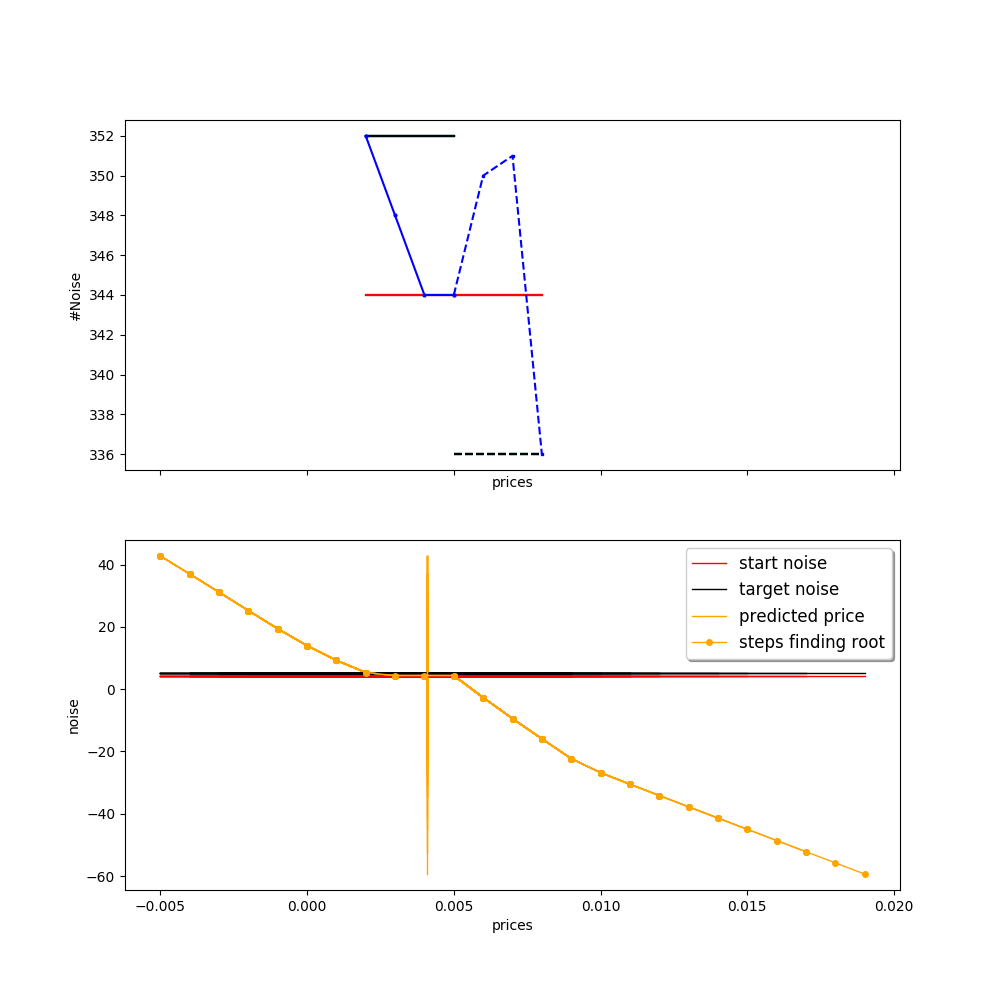 352
350
348
346
344
342
340
338
336
#Noise
prices
40
20
0
−20
−40
−60
noise
start noise
target noise
predicted price
steps finding root
−0.005 0.000 0.005 0.010 0.015 0.020
prices